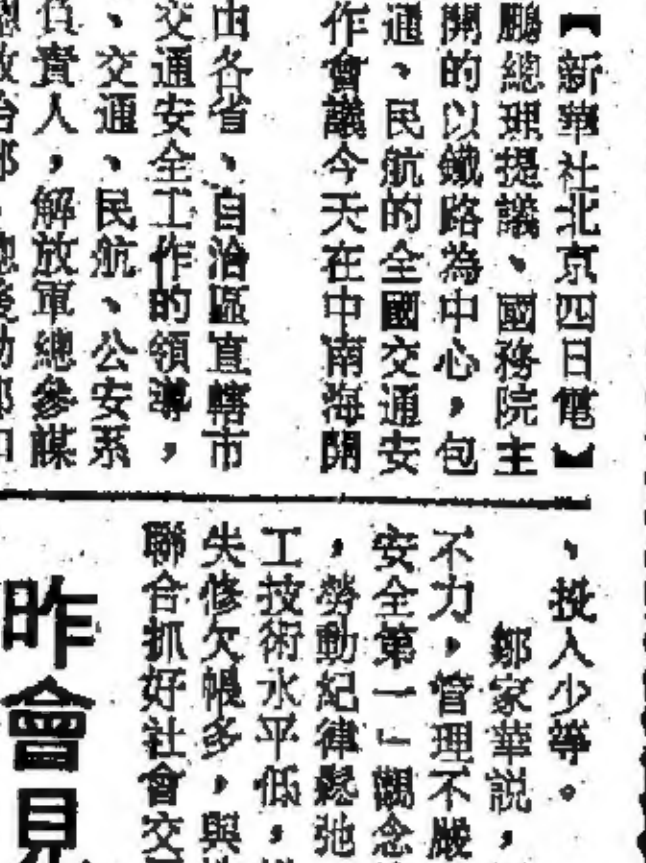 【新華社北京四日電】
鵬總理提議、國務院主
開的以鐵路為中心，包
通、民航的全國交通安
作會議今天在中南海開
由各省、自治區直轄市
交通安全工作的領導，
、交通、民航、公安系
負責人，解放軍總參謀
、投入少等。
鄒家華説，
不力，管理不嚴
安全第一」觀念
，勞動紀律鬆弛
工技術水平低，
失修欠帳多，與
聯合抓好社會交
昨會見